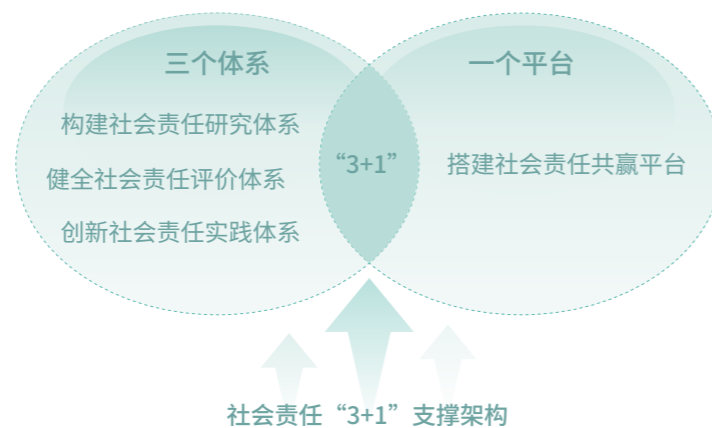 三个体系
构建社会责任研究体系
健全社会责任评价体系
创新社会责任实践体系
“3+1”
一个平台
搭建社会责任共赢平台
社会责任“3+1”支撑架构